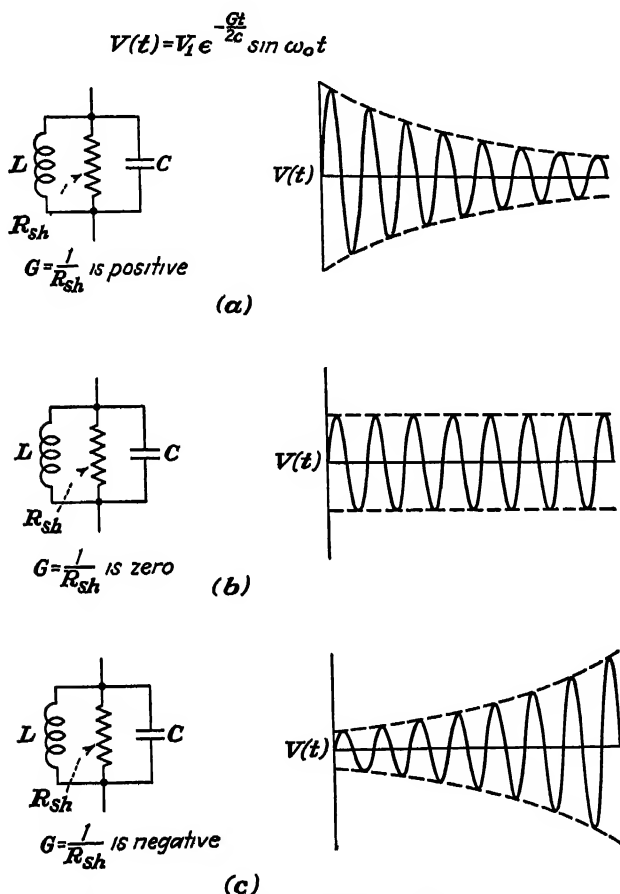 V(t) = V₁ ϵ^(-Gt/2c) sin ω₀t
L
C
R_sh
V(t)
G = 1/R_sh is positive
(a)
L
C
R_sh
V(t)
G = 1/R_sh is zero
(b)
L
C
R_sh
V(t)
G = 1/R_sh is negative
(c)